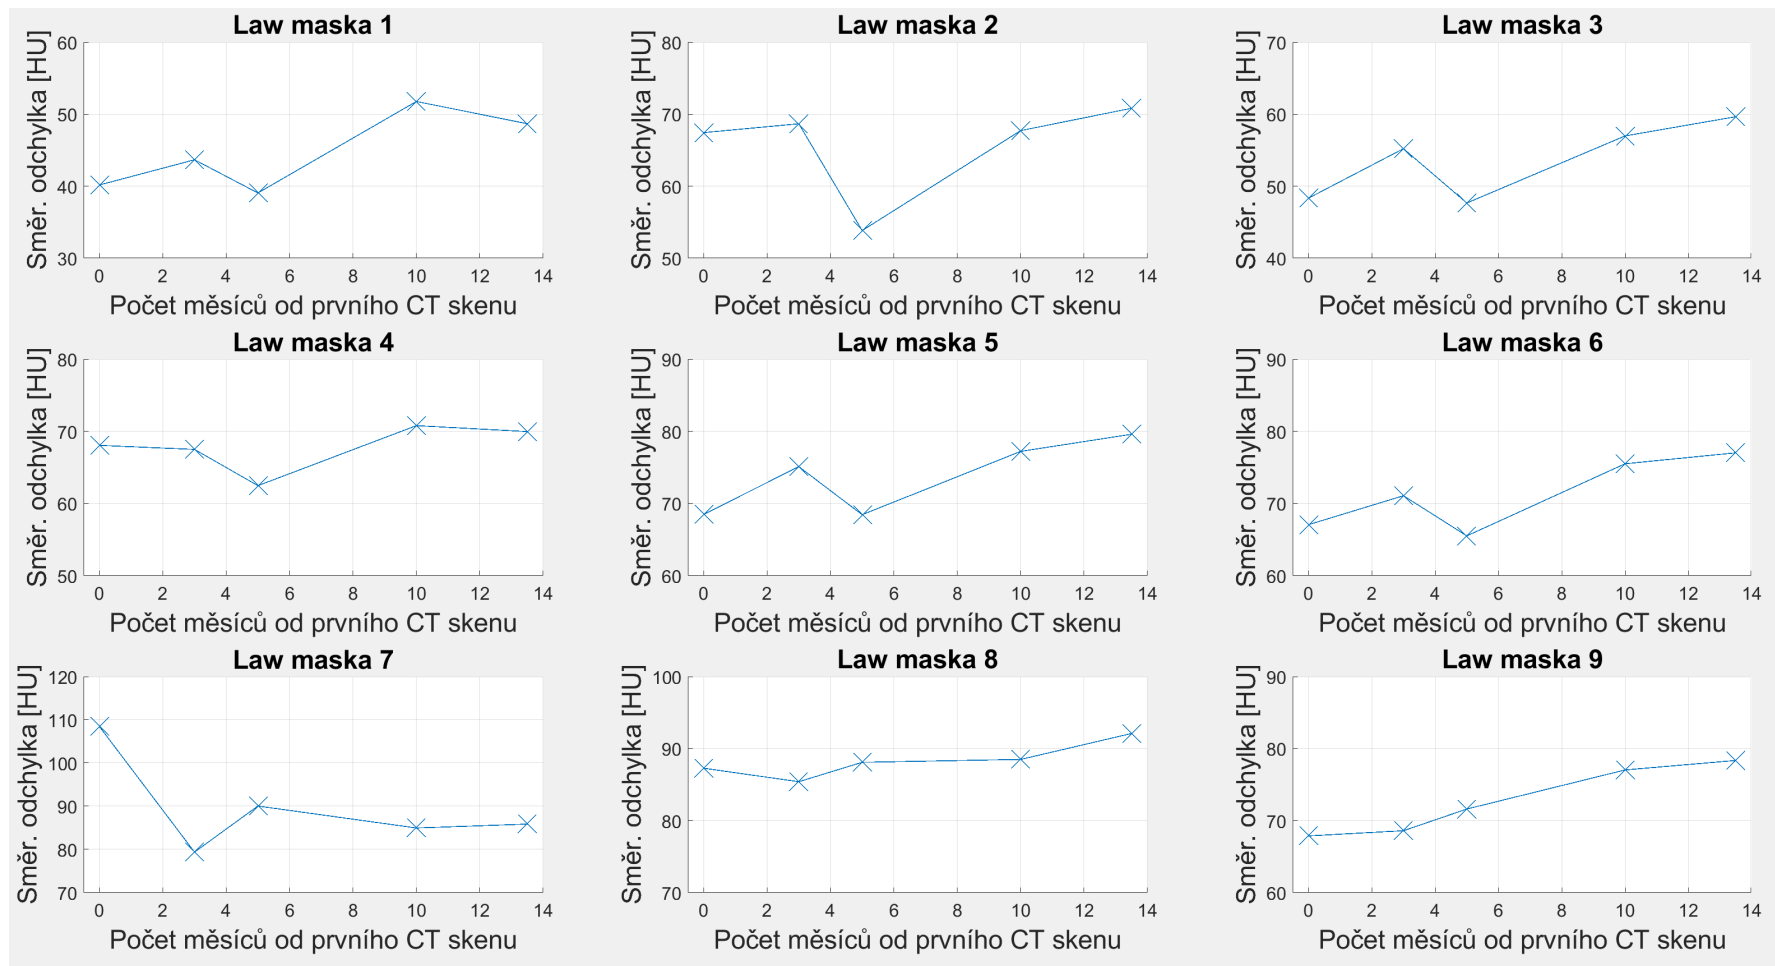 Law maska 1
Směr. odchylka [HU]
60
50
40
30
0 2 4 6 8 10 12 14
Počet měsíců od prvního CT skenu
Law maska 2
Směr. odchylka [HU]
80
70
60
50
0 2 4 6 8 10 12 14
Počet měsíců od prvního CT skenu
Law maska 3
Směr. odchylka [HU]
70
60
50
40
0 2 4 6 8 10 12 14
Počet měsíců od prvního CT skenu
Law maska 4
Směr. odchylka [HU]
80
70
60
50
0 2 4 6 8 10 12 14
Počet měsíců od prvního CT skenu
Law maska 5
Směr. odchylka [HU]
90
80
70
60
0 2 4 6 8 10 12 14
Počet měsíců od prvního CT skenu
Law maska 6
Směr. odchylka [HU]
90
80
70
60
0 2 4 6 8 10 12 14
Počet měsíců od prvního CT skenu
Law maska 7
Směr. odchylka [HU]
120
110
100
90
80
70
0 2 4 6 8 10 12 14
Počet měsíců od prvního CT skenu
Law maska 8
Směr. odchylka [HU]
100
90
80
70
0 2 4 6 8 10 12 14
Počet měsíců od prvního CT skenu
Law maska 9
Směr. odchylka [HU]
90
80
70
60
0 2 4 6 8 10 12 14
Počet měsíců od prvního CT skenu